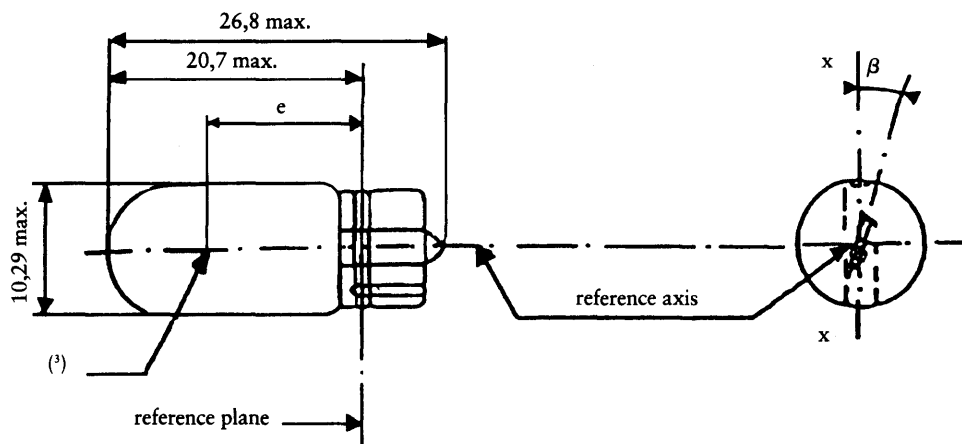 26,8 max.
20,7 max.
x
β
e
10,29 max.
reference axis
x
(³)
reference plane